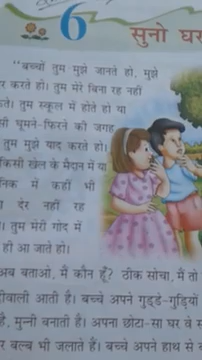 6
सुनो घर
"बच्चों तुम मुझे जानते हो, मुझे
र करते हो। तुम मेरे बिना रह नहीं
ते। तुम स्कूल में होते हो या
सी घूमने-फिरने की जगह
तुम मुझे याद करते हो।
किसी खेल के मैदान में या
निक में कहीं भी
देर नहीं रह
। तुम मेरी गोद में
हो आ जाते हो।
अब बताओ, मैं कौन हूँ? ठीक सोचा, मैं तो
वाली आती है। बच्चे अपने गुड्डे-गुड़ियों
है, मुन्नी बनाती है। अपना छोटा-सा घर वे स
र बल्ब भी जलाते हैं। बच्चे अपने हाथ से ब